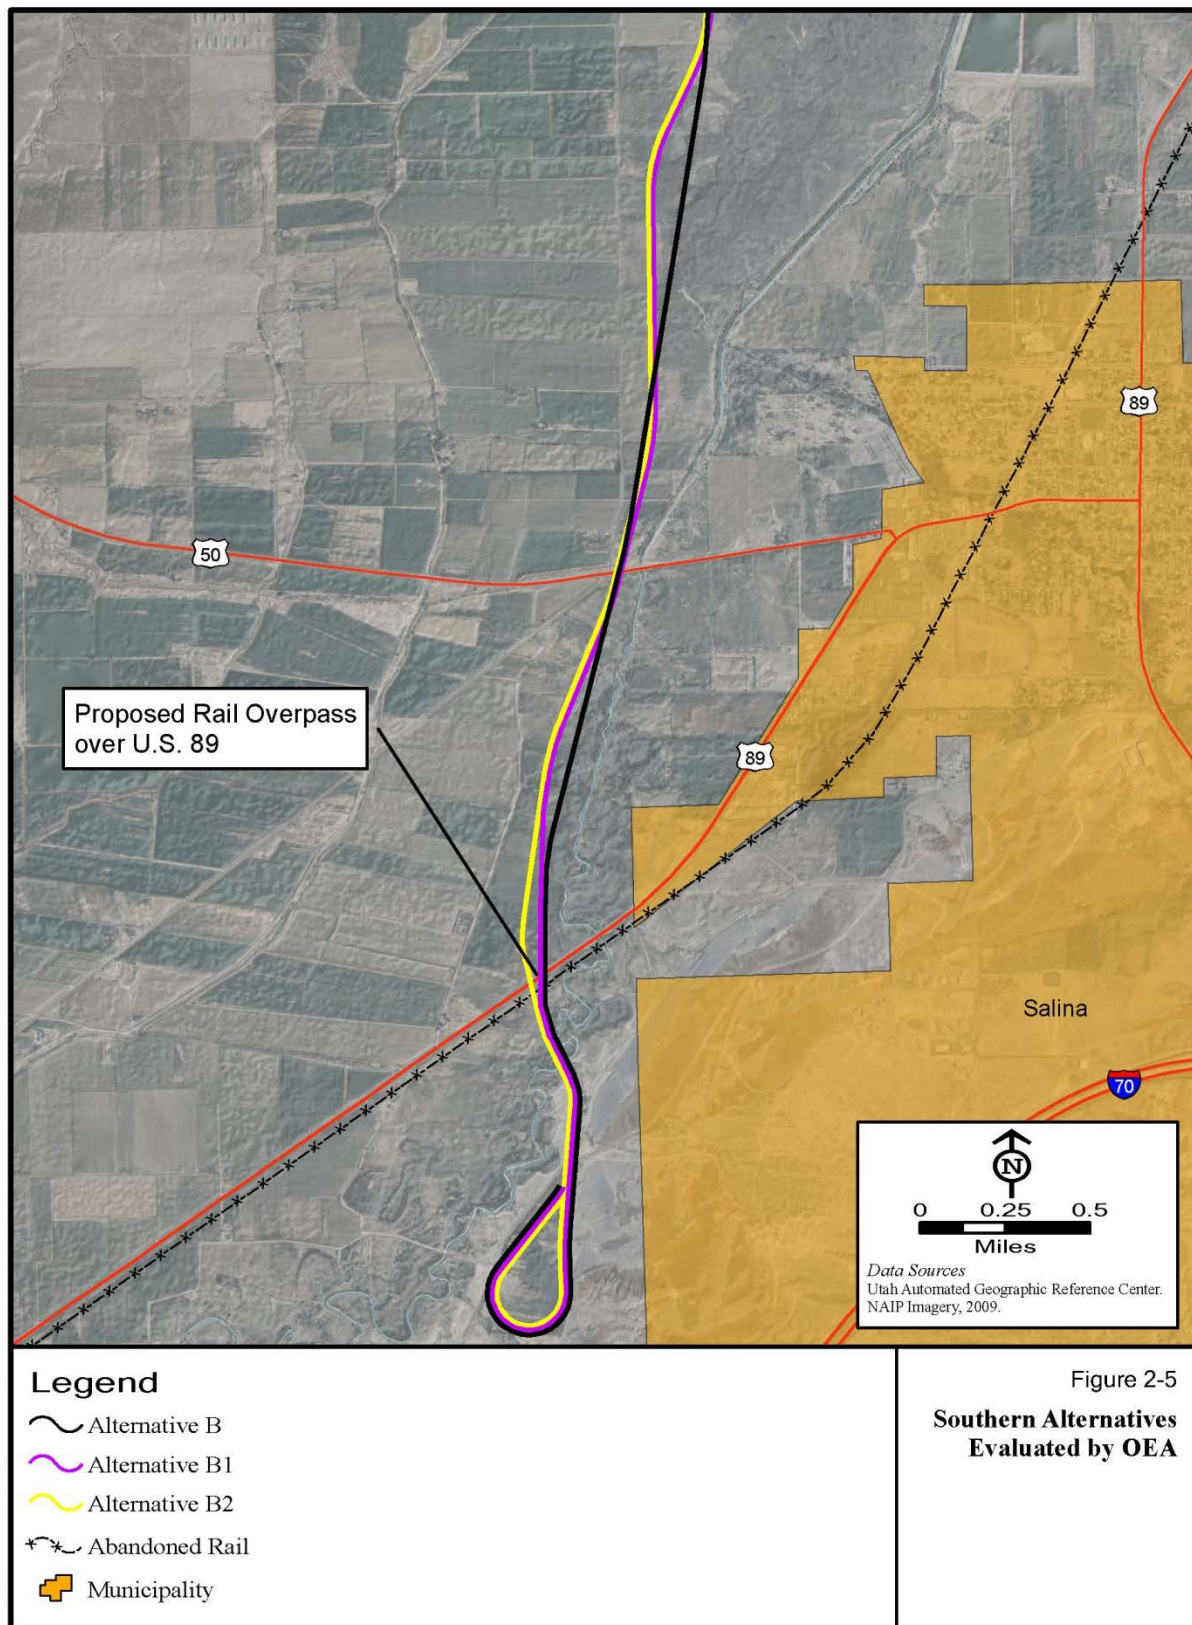 89
50
Proposed Rail Overpass
over U.S. 89
89
Salina
70
N
0 0.25 0.5
Miles
Data Sources
Utah Automated Geographic Reference Center.
NAIP Imagery, 2009.
Legend
Alternative B
Alternative B1
Alternative B2
Abandoned Rail
Municipality
Figure 2-5
Southern Alternatives
Evaluated by OEA